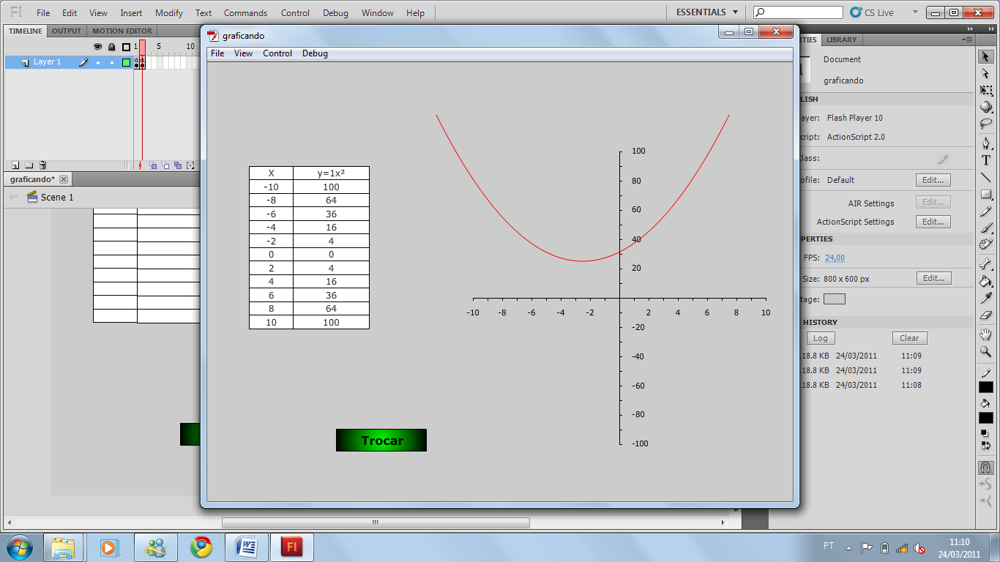 Fl File Edit View Insert Modify Text Commands Control Debug Window Help ESSENTIALS CS Live
TIMELINE OUTPUT MOTION EDITOR
1 5 10
Layer 1
graficando*
Scene 1
graficando
File View Control Debug
X y=1x²
-10 100
-8 64
-6 36
-4 16
-2 4
0 0
2 4
4 16
6 36
8 64
10 100
Trocar
100
80
60
40
20
-10 -8 -6 -4 -2 2 4 6 8 10
-20
-40
-60
-80
-100
RTIES LIBRARY
Document
graficando
LISH
ayer: Flash Player 10
cript: ActionScript 2.0
Class:
ofile: Default Edit...
AIR Settings Edit...
ActionScript Settings Edit...
OPERTIES
FPS: 24,00
Size: 800 x 600 px Edit...
tage:
HISTORY
Log Clear
18.8 KB 24/03/2011 11:09
18.8 KB 24/03/2011 11:09
18.8 KB 24/03/2011 11:08
T
W Fl
PT
11:10
24/03/2011